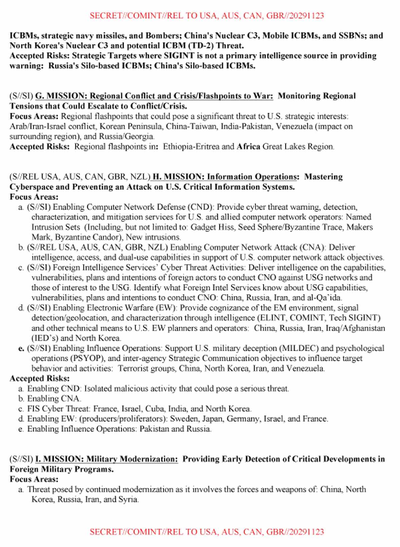 SECRET//COMINT//REL TO USA, AUS, CAN, GBR//20291123
ICBMs, strategic navy missiles, and Bombers; China's Nuclear C3, Mobile ICBMs, and SSBNs; and
North Korea's Nuclear C3 and potential ICBM (TD-2) Threat.
Accepted Risks: Strategic Targets where SIGINT is not a primary intelligence source in providing
warning: Russia's Silo-based ICBMs; China's Silo-based ICBMs.
(S//SI) G. MISSION: Regional Conflict and Crisis/Flashpoints to War: Monitoring Regional
Tensions that Could Escalate to Conflict/Crisis.
Focus Areas: Regional flashpoints that could pose a significant threat to U.S. strategic interests:
Arab/Iran-Israel conflict, Korean Peninsula, China-Taiwan, India-Pakistan, Venezuela (impact on
surrounding region), and Russia/Georgia.
Accepted Risks: Regional flashpoints in: Ethiopia-Eritrea and Africa Great Lakes Region.
(S//REL USA, AUS, CAN, GBR, NZL) H. MISSION: Information Operations: Mastering
Cyberspace and Preventing an Attack on U.S. Critical Information Systems.
Focus Areas:
a. (S//SI) Enabling Computer Network Defense (CND): Provide cyber threat warning, detection,
characterization, and mitigation services for U.S. and allied computer network operators: Named
Intrusion Sets (Including, but not limited to: Gadget Hiss, Seed Sphere/Byzantine Trace, Makers
Mark, Byzantine Candor), New intrusions.
b. (S//REL USA, AUS, CAN, GBR, NZL) Enabling Computer Network Attack (CNA): Deliver
intelligence, access, and dual-use capabilities in support of U.S. computer network attack objectives.
c. (S//SI) Foreign Intelligence Services' Cyber Threat Activities: Deliver intelligence on the capabilities,
vulnerabilities, plans and intentions of foreign actors to conduct CNO against USG networks and
those of interest to the USG. Identify what Foreign Intel Services know about USG capabilities,
vulnerabilities, plans and intentions to conduct CNO: China, Russia, Iran, and al-Qa'ida.
d. (S//SI) Enabling Electronic Warfare (EW): Provide cognizance of the EM environment, signal
detection/geolocation, and characterization through intelligence (ELINT, COMINT, Tech SIGINT)
and other technical means to U.S. EW planners and operators: China, Russia, Iran, Iraq/Afghanistan
(IED's) and North Korea.
e. (S//SI) Enabling Influence Operations: Support U.S. military deception (MILDEC) and psychological
operations (PSYOP), and inter-agency Strategic Communication objectives to influence target
behavior and activities: Terrorist groups, China, North Korea, Iran, and Venezuela.
Accepted Risks:
a. Enabling CND: Isolated malicious activity that could pose a serious threat.
b. Enabling CNA.
c. FIS Cyber Threat: France, Israel, Cuba, India, and North Korea.
d. Enabling EW: (producers/proliferators): Sweden, Japan, Germany, Israel, and France.
e. Enabling Influence Operations: Pakistan and Russia.
(S//SI) I. MISSION: Military Modernization: Providing Early Detection of Critical Developments in
Foreign Military Programs.
Focus Areas:
a. Threat posed by continued modernization as it involves the forces and weapons of: China, North
Korea, Russia, Iran, and Syria.
SECRET//COMINT//REL TO USA, AUS, CAN, GBR//20291123